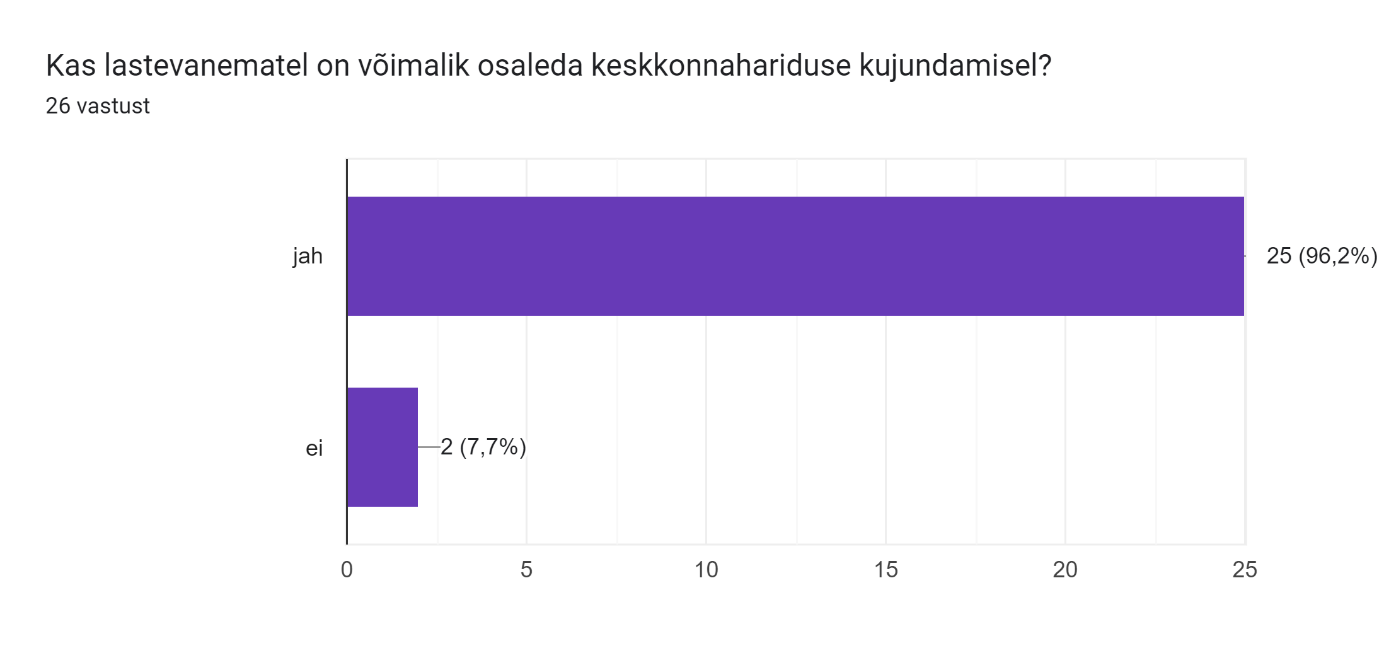 Kas lastevanematel on võimalik osaleda keskkonnahariduse kujundamisel?
26 vastust
jah
25 (96,2%)
ei
2 (7,7%)
0 5 10 15 20 25